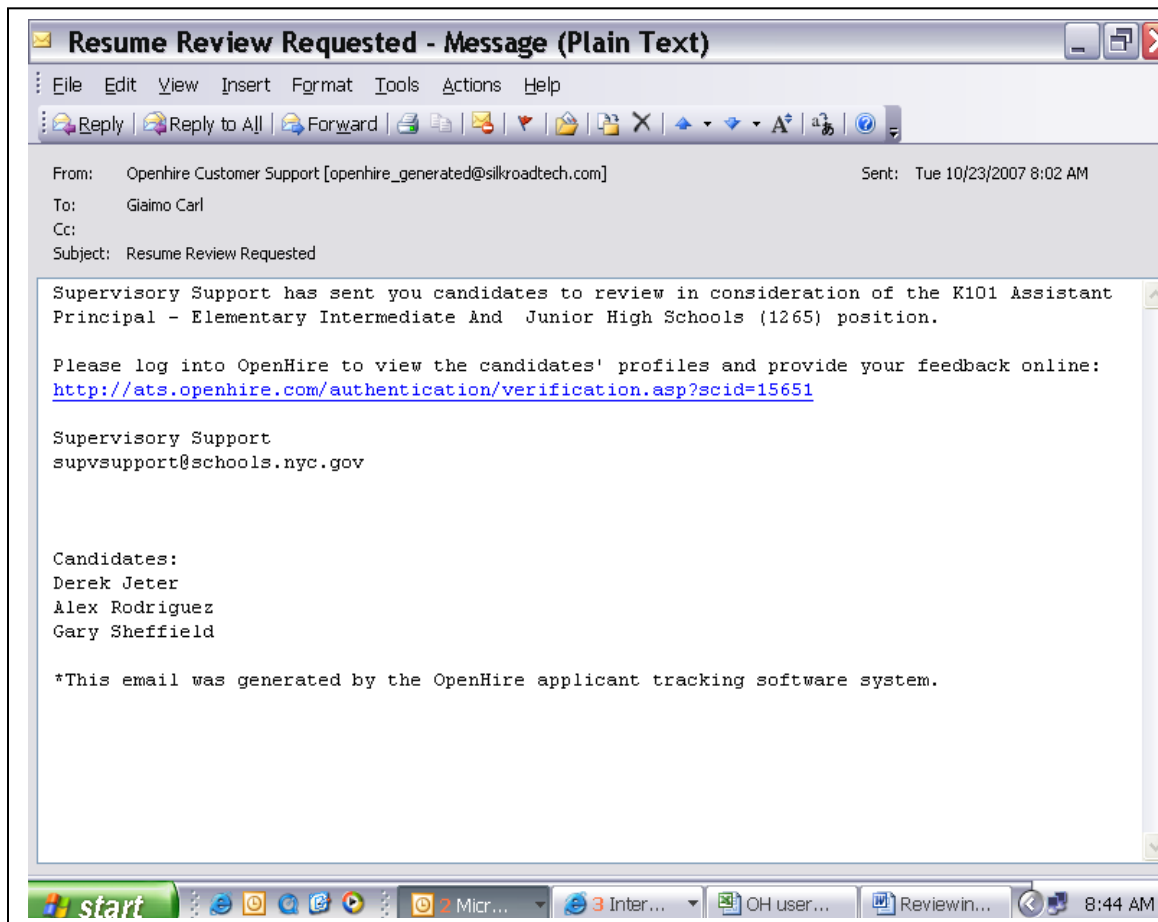 Resume Review Requested - Message (Plain Text)
File Edit View Insert Format Tools Actions Help
Reply Reply to All Forward
From: Openhire Customer Support [openhire_generated@silkroadtech.com] Sent: Tue 10/23/2007 8:02 AM
To: Giaimo Carl
Cc:
Subject: Resume Review Requested
Supervisory Support has sent you candidates to review in consideration of the K101 Assistant
Principal - Elementary Intermediate And  Junior High Schools (1265) position.
Please log into OpenHire to view the candidates' profiles and provide your feedback online:
http://ats.openhire.com/authentication/verification.asp?scid=15651
Supervisory Support
supvsupport@schools.nyc.gov
Candidates:
Derek Jeter
Alex Rodriguez
Gary Sheffield
*This email was generated by the OpenHire applicant tracking software system.
start 2 Micr... 3 Inter... OH user... Reviewin... 8:44 AM